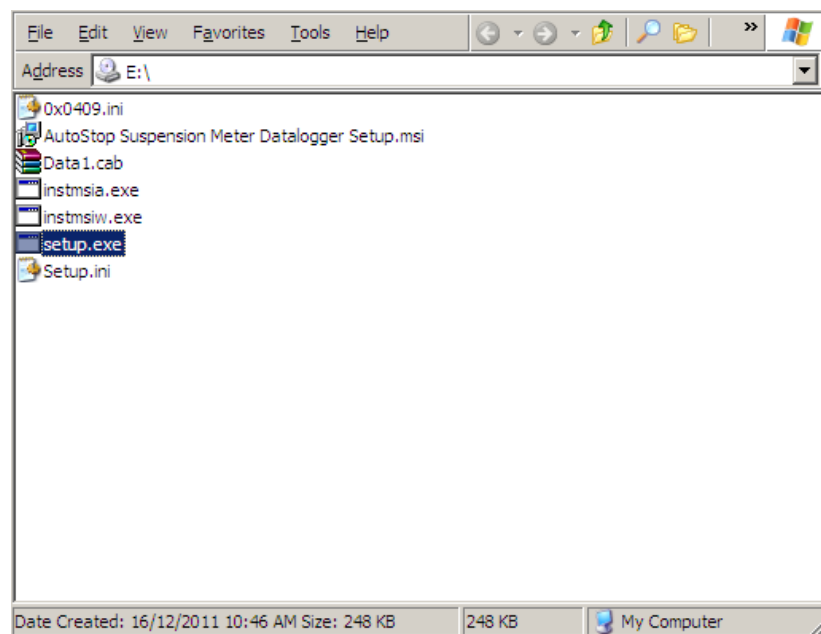 File Edit View Favorites Tools Help »
Address E:\
0x0409.ini
AutoStop Suspension Meter Datalogger Setup.msi
Data1.cab
instmsia.exe
instmsiw.exe
setup.exe
Setup.ini
Date Created: 16/12/2011 10:46 AM Size: 248 KB 248 KB My Computer